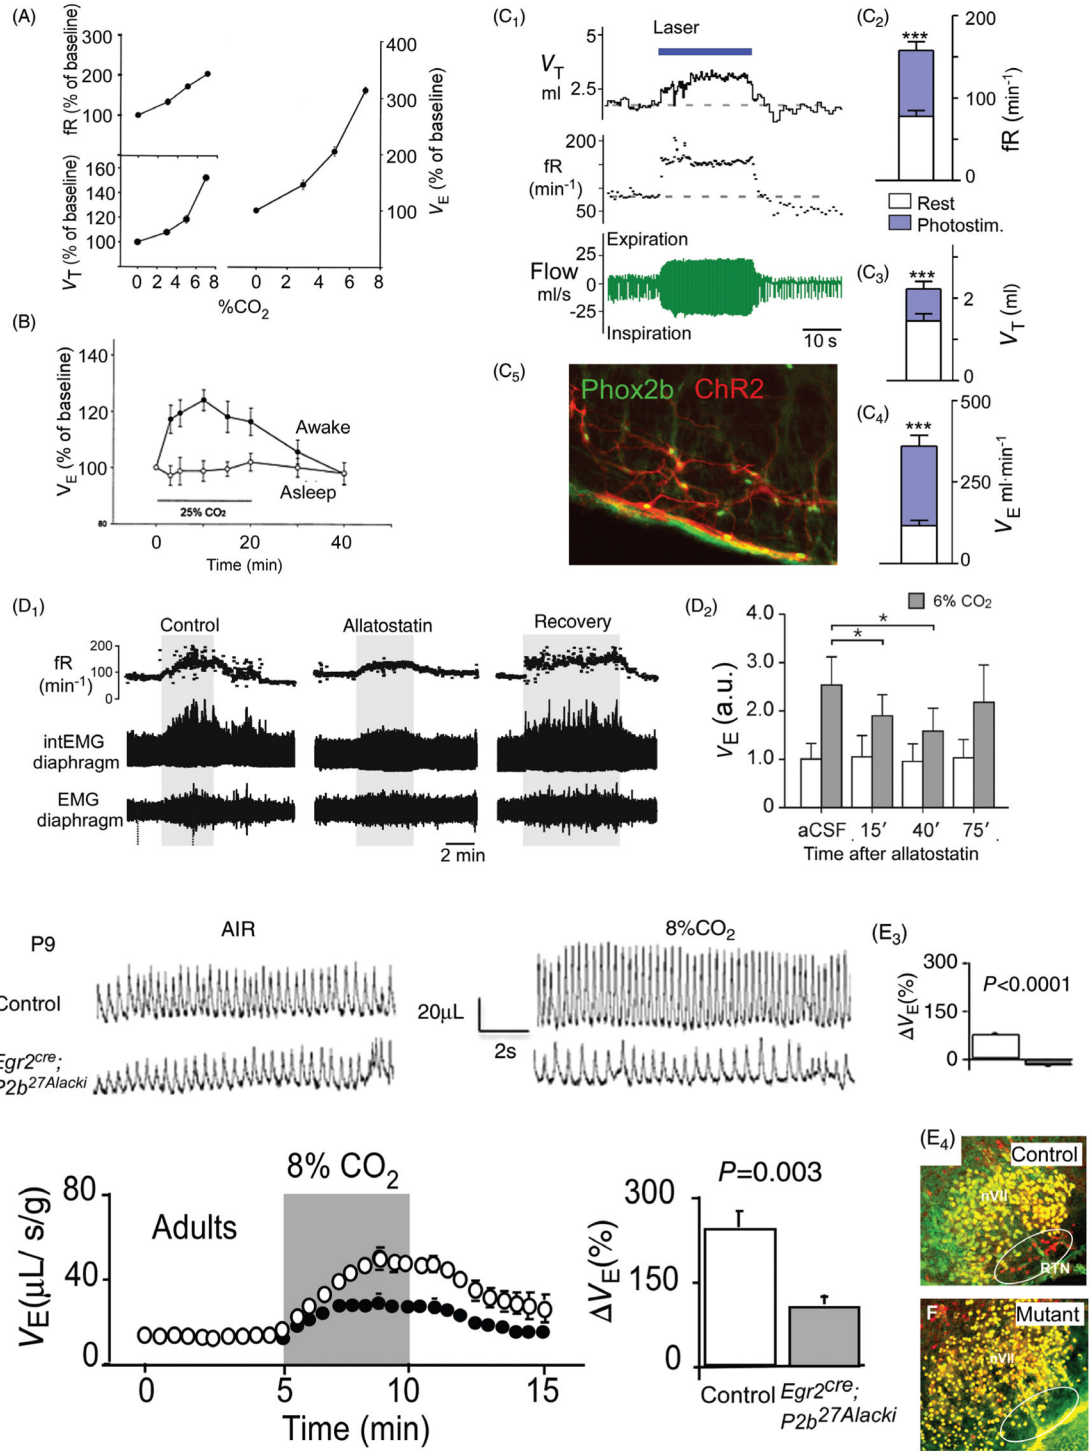 (A)
300
200
100
fR (% of baseline)
160
140
120
100
VT (% of baseline)
0 2 4 6 8
400
300
200
100
VE (% of baseline)
0 2 4 6 8
%CO2
(B)
140
120
100
80
VE (% of baseline)
Awake
Asleep
25% CO2
0 20 40
Time (min)
(C1)
Laser
5
2.5
VT
ml
200
50
fR
(min-1)
Expiration
25
0
-25
Flow
ml/s
Inspiration
10 s
(C2)
***
200
100
0
fR (min-1)
Rest
Photostim.
(C3)
***
2
0
VT (ml)
(C4)
***
500
250
0
VE ml·min-1
(C5)
Phox2b ChR2
(D1)
Control Allatostatin Recovery
200
100
0
fR
(min-1)
intEMG
diaphragm
EMG
diaphragm
2 min
(D2)
6% CO2
4.0
3.0
2.0
1.0
0
VE (a.u.)
* *
aCSF 15′ 40′ 75′
Time after allatostatin
P9
AIR 8%CO2
Control
Egr2cre;
P2b27Alacki
20µL
2s
(E3)
300
150
0
ΔVE(%)
P<0.0001
8% CO2
80
40
0
VE(µL/ s/g)
Adults
0 5 10 15
Time (min)
P=0.003
300
150
0
ΔVE(%)
Control Egr2cre;
P2b27Alacki
(E4)
Control
nVII
RTN
F
Mutant
nVII